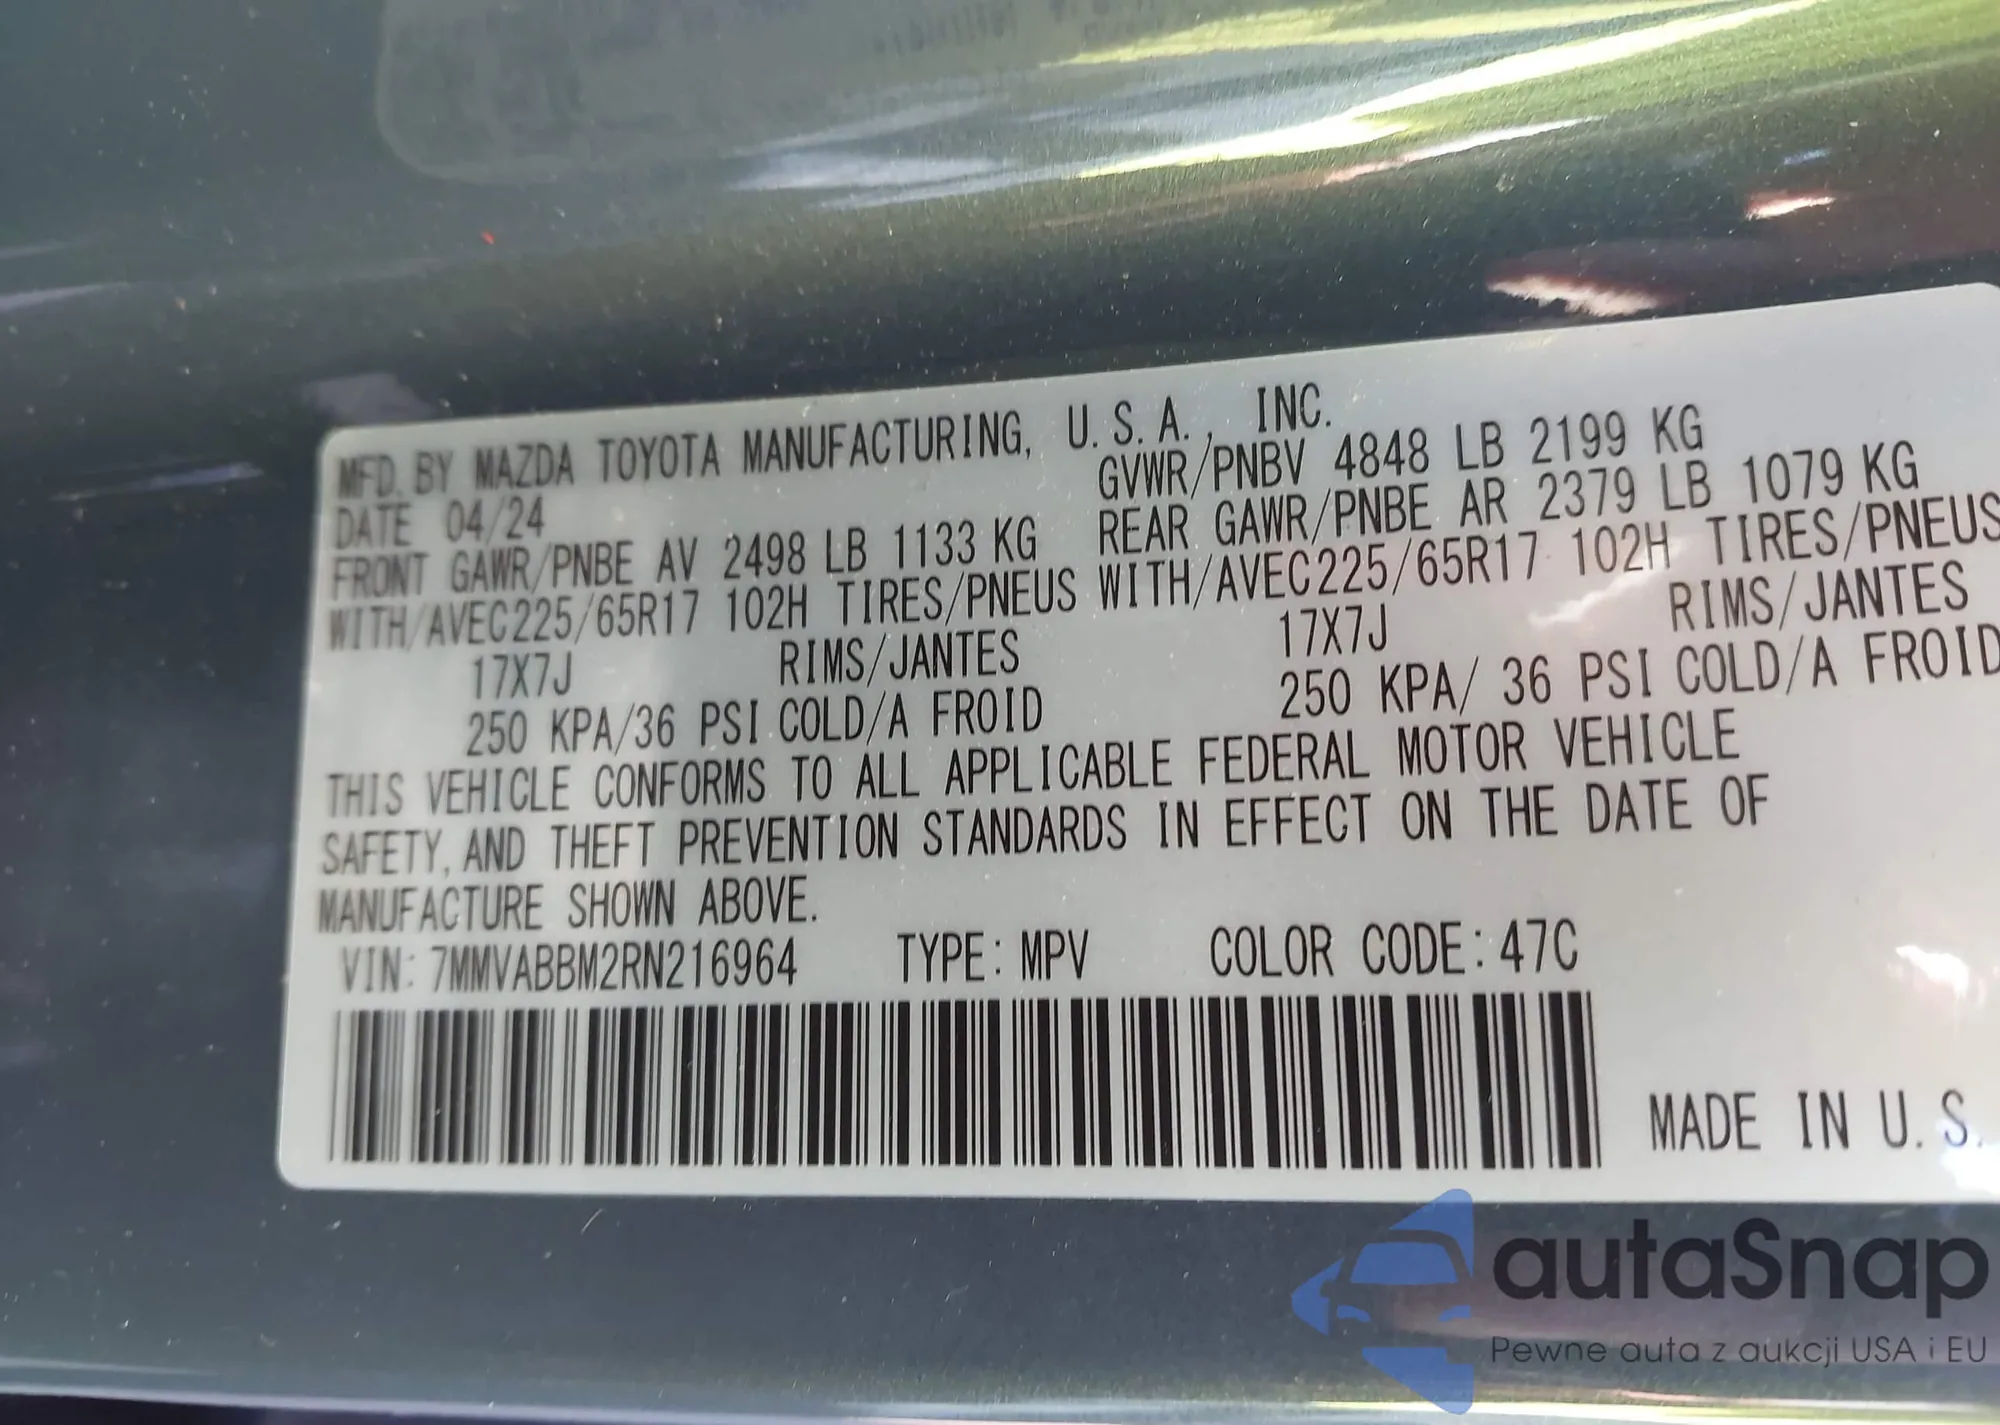 MFD. BY MAZDA TOYOTA MANUFACTURING, U.S.A., INC.
DATE 04/24 GVWR/PNBV 4848 LB 2199 KG
FRONT GAWR/PNBE AV 2498 LB 1133 KG REAR GAWR/PNBE AR 2379 LB 1079 KG
WITH/AVEC225/65R17 102H TIRES/PNEUS WITH/AVEC225/65R17 102H TIRES/PNEUS
17X7J RIMS/JANTES 17X7J RIMS/JANTES
250 KPA/36 PSI COLD/A FROID 250 KPA/ 36 PSI COLD/A FROID
THIS VEHICLE CONFORMS TO ALL APPLICABLE FEDERAL MOTOR VEHICLE
SAFETY, AND THEFT PREVENTION STANDARDS IN EFFECT ON THE DATE OF
MANUFACTURE SHOWN ABOVE.
VIN: 7MMVABBM2RN216964 TYPE: MPV COLOR CODE: 47C
MADE IN U.S.
autaSnap
Pewne auta z aukcji USA i EU